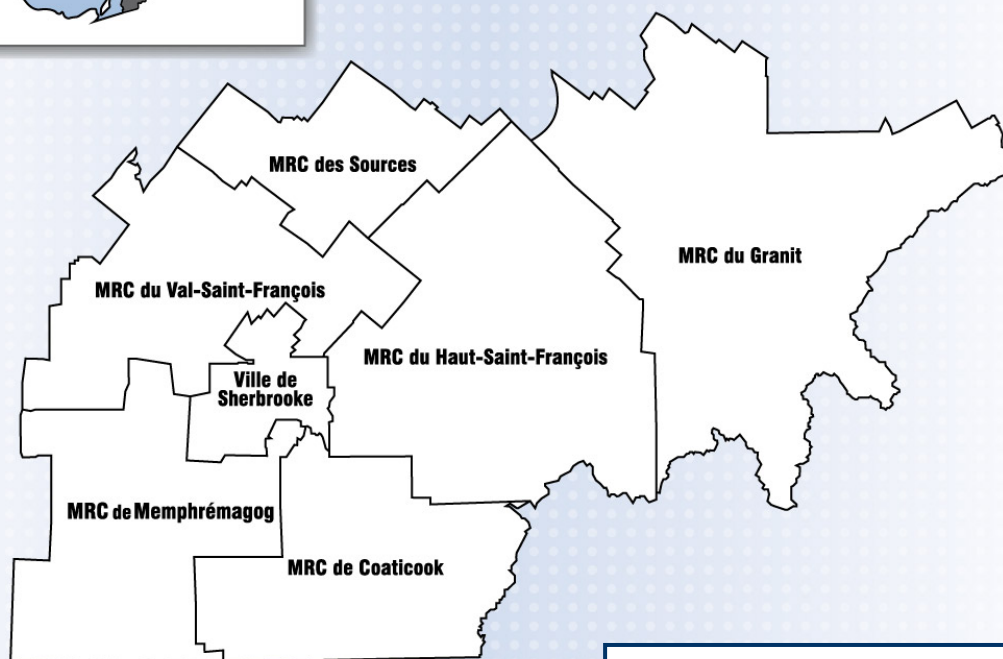 MRC des Sources
MRC du Granit
MRC du Val-Saint-François
MRC du Haut-Saint-François
Ville de
Sherbrooke
MRC de Memphrémagog
MRC de Coaticook